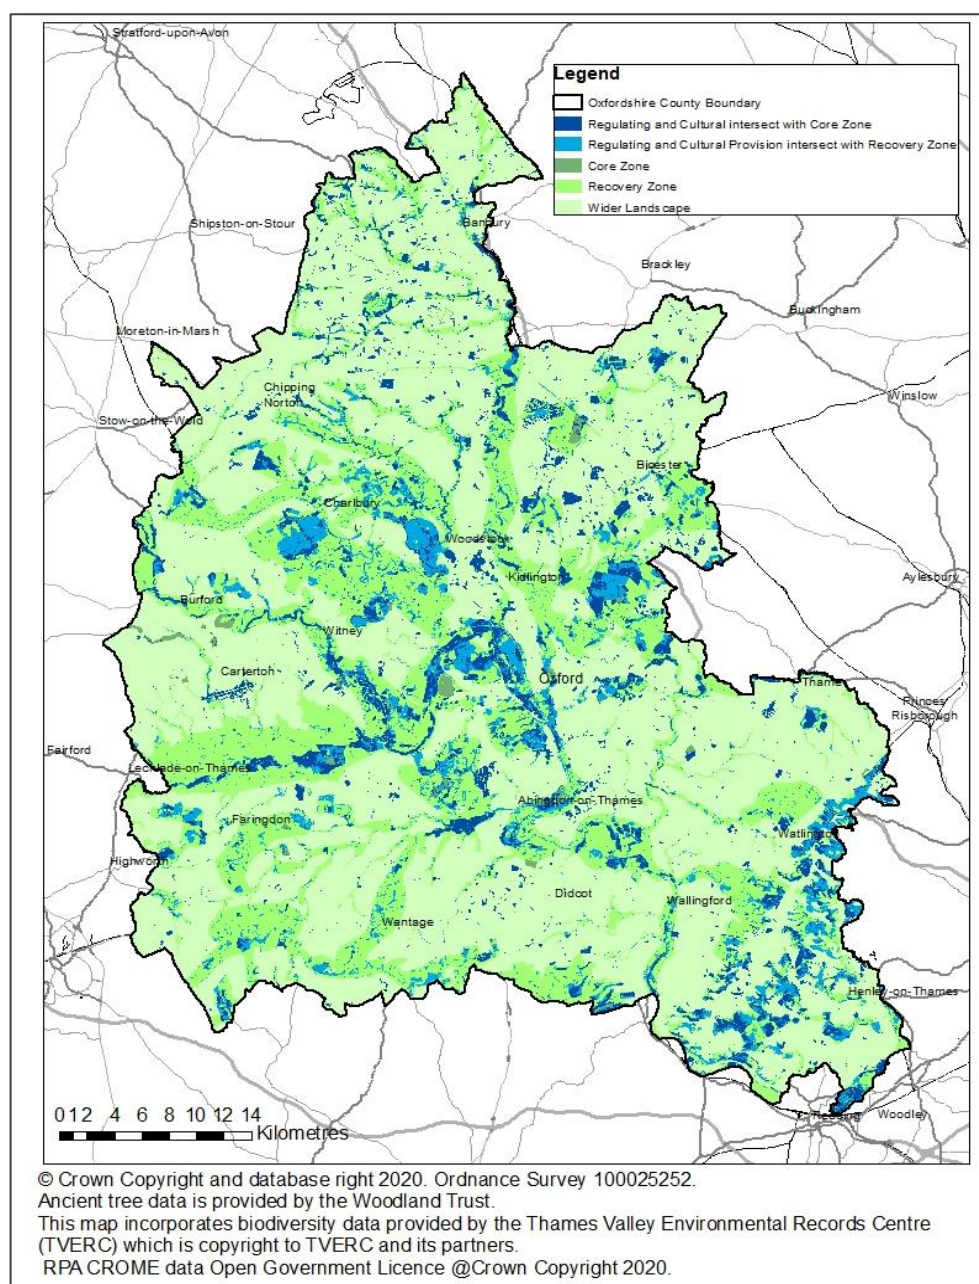 Stratford-upon-Avon
Legend
Oxfordshire County Boundary
Regulating and Cultural intersect with Core Zone
Regulating and Cultural Provision intersect with Recovery Zone
Core Zone
Recovery Zone
Wider Landscape
Shipston-on-Stour
Banbury
Brackley
Buckingham
Moreton-in-Marsh
Chipping
Norton
Winslow
Stow-on-the-Wold
Bicester
Charlbury
Woodstock
Kidlington
Aylesbury
Burford
Witney
Carterton
Oxford
Thame
Princes
Risborough
Fairford
Lechlade-on-Thames
Abingdon-on-Thames
Faringdon
Watlington
Highworth
Didcot
Wallingford
Wantage
Henley-on-Thames
0 1 2 4 6 8 10 12 14
Kilometres
Reading
Woodley
© Crown Copyright and database right 2020. Ordnance Survey 100025252.
Ancient tree data is provided by the Woodland Trust.
This map incorporates biodiversity data provided by the Thames Valley Environmental Records Centre
(TVERC) which is copyright to TVERC and its partners.
RPA CROME data Open Government Licence @Crown Copyright 2020.